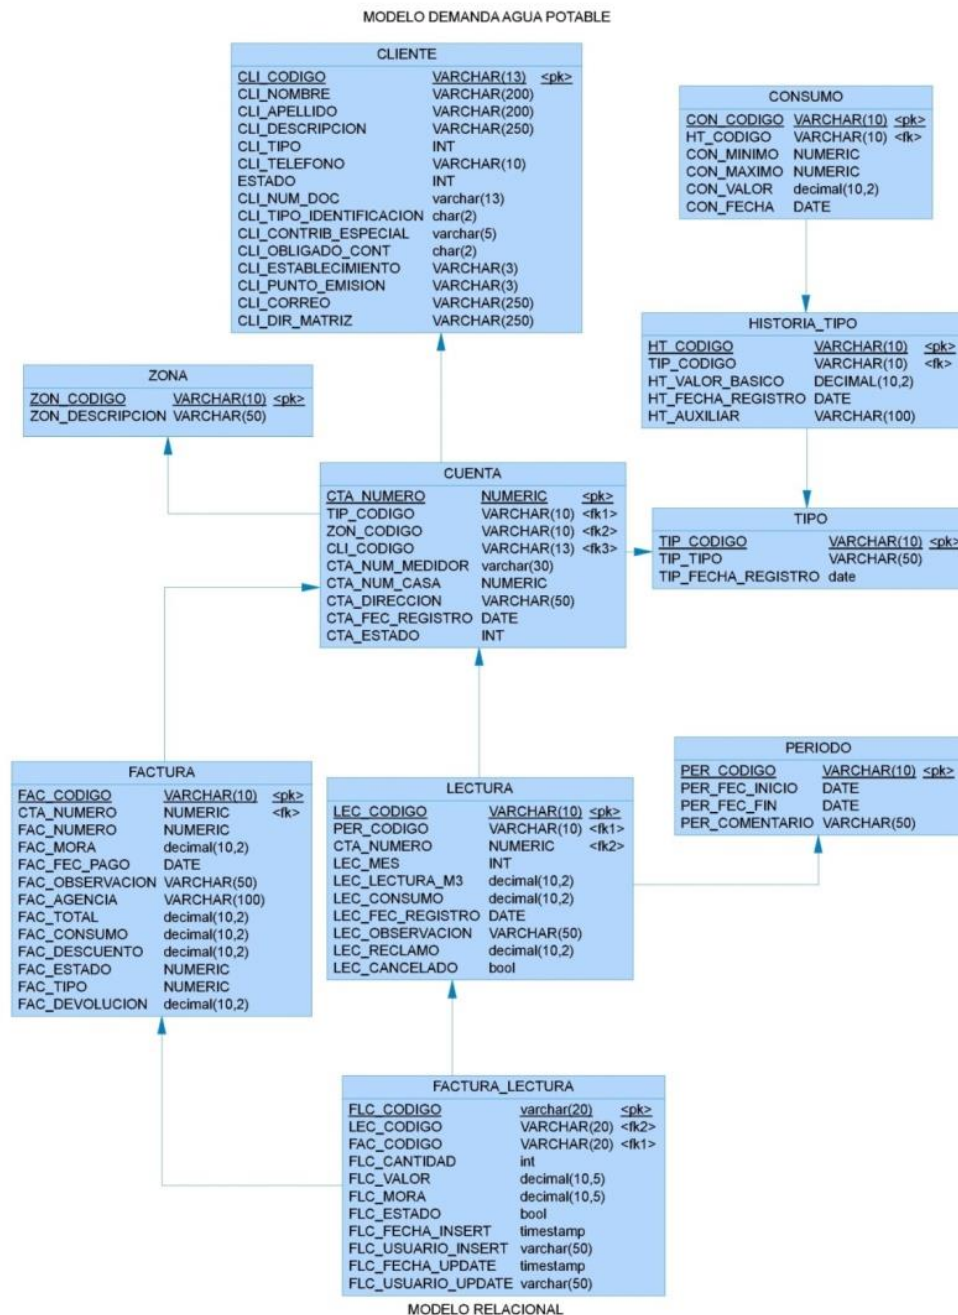 MODELO DEMANDA AGUA POTABLE
CLIENTE
CLI_CODIGO VARCHAR(13) <pk>
CLI_NOMBRE VARCHAR(200)
CLI_APELLIDO VARCHAR(200)
CLI_DESCRIPCION VARCHAR(250)
CLI_TIPO INT
CLI_TELEFONO VARCHAR(10)
ESTADO INT
CLI_NUM_DOC varchar(13)
CLI_TIPO_IDENTIFICACION char(2)
CLI_CONTRIB_ESPECIAL varchar(5)
CLI_OBLIGADO_CONT char(2)
CLI_ESTABLECIMIENTO VARCHAR(3)
CLI_PUNTO_EMISION VARCHAR(3)
CLI_CORREO VARCHAR(250)
CLI_DIR_MATRIZ VARCHAR(250)
CONSUMO
CON_CODIGO VARCHAR(10) <pk>
HT_CODIGO VARCHAR(10) <fk>
CON_MINIMO NUMERIC
CON_MAXIMO NUMERIC
CON_VALOR decimal(10,2)
CON_FECHA DATE
HISTORIA_TIPO
HT_CODIGO VARCHAR(10) <pk>
TIP_CODIGO VARCHAR(10) <fk>
HT_VALOR_BASICO DECIMAL(10,2)
HT_FECHA_REGISTRO DATE
HT_AUXILIAR VARCHAR(100)
ZONA
ZON_CODIGO VARCHAR(10) <pk>
ZON_DESCRIPCION VARCHAR(50)
CUENTA
CTA_NUMERO NUMERIC <pk>
TIP_CODIGO VARCHAR(10) <fk1>
ZON_CODIGO VARCHAR(10) <fk2>
CLI_CODIGO VARCHAR(13) <fk3>
CTA_NUM_MEDIDOR varchar(30)
CTA_NUM_CASA NUMERIC
CTA_DIRECCION VARCHAR(50)
CTA_FEC_REGISTRO DATE
CTA_ESTADO INT
TIPO
TIP_CODIGO VARCHAR(10) <pk>
TIP_TIPO VARCHAR(50)
TIP_FECHA_REGISTRO date
FACTURA
FAC_CODIGO VARCHAR(10) <pk>
CTA_NUMERO NUMERIC <fk>
FAC_NUMERO NUMERIC
FAC_MORA decimal(10,2)
FAC_FEC_PAGO DATE
FAC_OBSERVACION VARCHAR(50)
FAC_AGENCIA VARCHAR(100)
FAC_TOTAL decimal(10,2)
FAC_CONSUMO decimal(10,2)
FAC_DESCUENTO decimal(10,2)
FAC_ESTADO NUMERIC
FAC_TIPO NUMERIC
FAC_DEVOLUCION decimal(10,2)
LECTURA
LEC_CODIGO VARCHAR(10) <pk>
PER_CODIGO VARCHAR(10) <fk1>
CTA_NUMERO NUMERIC <fk2>
LEC_MES INT
LEC_LECTURA_M3 decimal(10,2)
LEC_CONSUMO decimal(10,2)
LEC_FEC_REGISTRO DATE
LEC_OBSERVACION VARCHAR(50)
LEC_RECLAMO decimal(10,2)
LEC_CANCELADO bool
PERIODO
PER_CODIGO VARCHAR(10) <pk>
PER_FEC_INICIO DATE
PER_FEC_FIN DATE
PER_COMENTARIO VARCHAR(50)
FACTURA_LECTURA
FLC_CODIGO varchar(20) <pk>
LEC_CODIGO VARCHAR(20) <fk2>
FAC_CODIGO VARCHAR(20) <fk1>
FLC_CANTIDAD int
FLC_VALOR decimal(10,5)
FLC_MORA decimal(10,5)
FLC_ESTADO bool
FLC_FECHA_INSERT timestamp
FLC_USUARIO_INSERT varchar(50)
FLC_FECHA_UPDATE timestamp
FLC_USUARIO_UPDATE varchar(50)
MODELO RELACIONAL